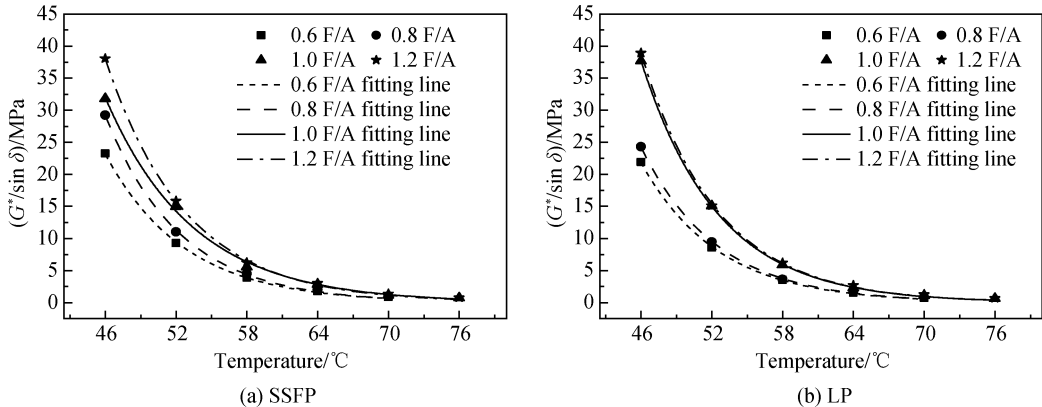 45
40
35
30
25
20
15
10
5
0
(G*/sin δ)/MPa
0.6 F/A 0.8 F/A
1.0 F/A 1.2 F/A
0.6 F/A fitting line
0.8 F/A fitting line
1.0 F/A fitting line
1.2 F/A fitting line
46 52 58 64 70 76
Temperature/℃
(a) SSFP
45
40
35
30
25
20
15
10
5
0
(G*/sin δ)/MPa
0.6 F/A 0.8 F/A
1.0 F/A 1.2 F/A
0.6 F/A fitting line
0.8 F/A fitting line
1.0 F/A fitting line
1.2 F/A fitting line
46 52 58 64 70 76
Temperature/℃
(b) LP